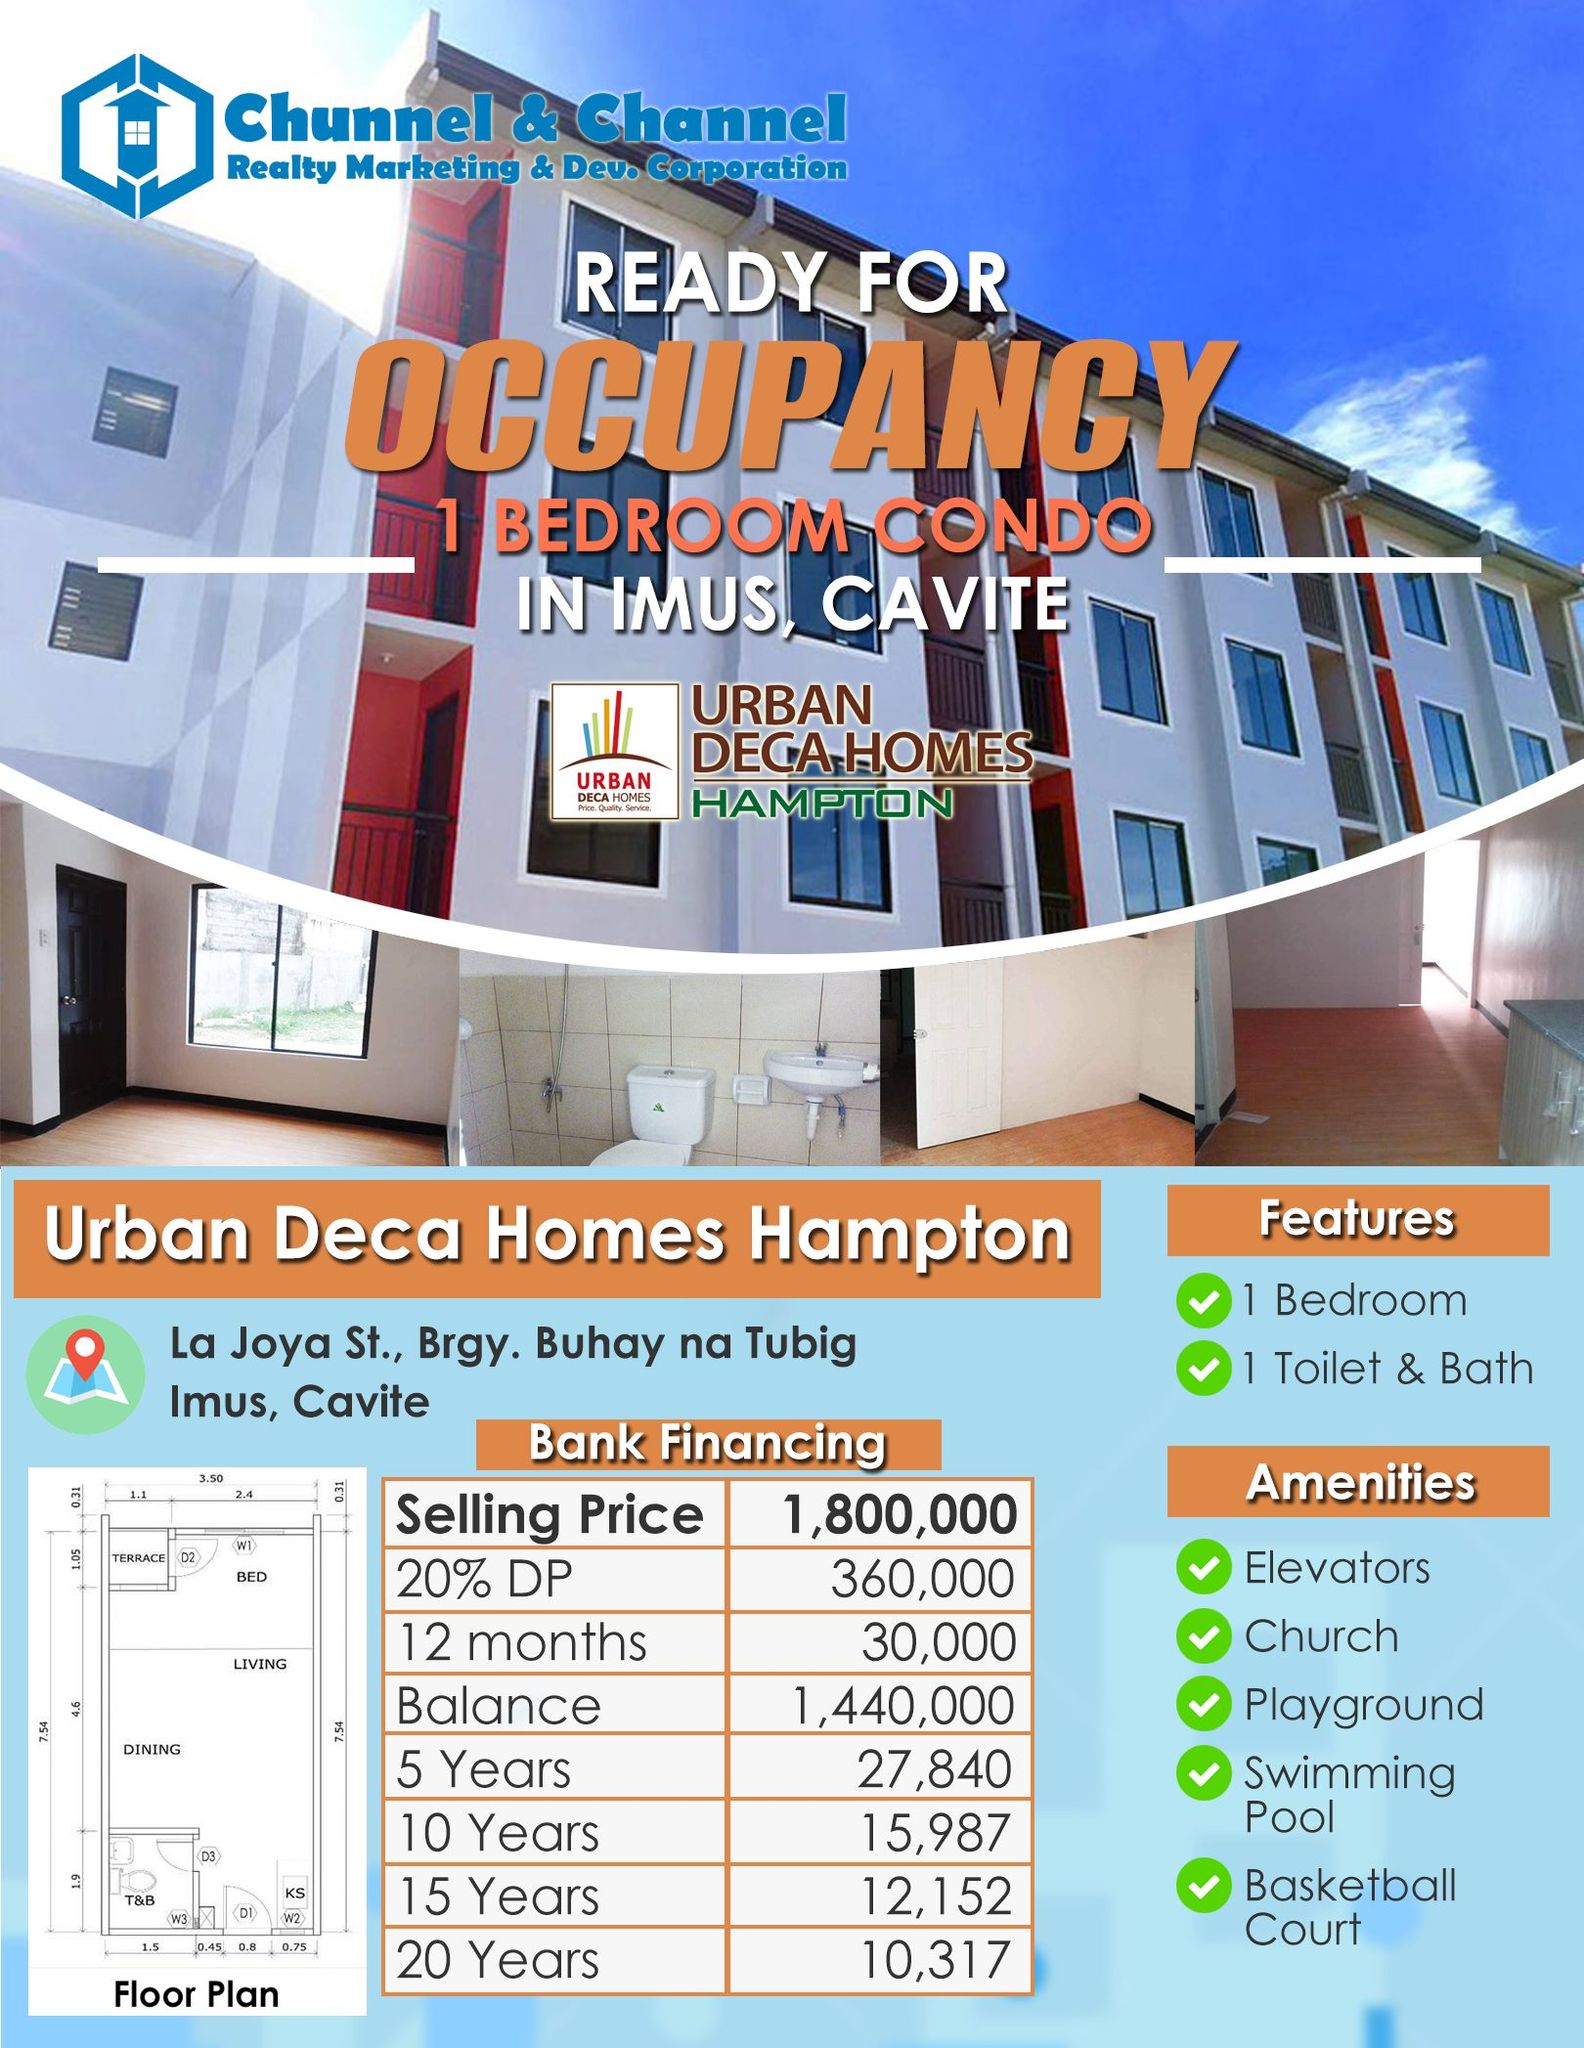 Chunnel & Channel
Realty Marketing & Dev. Corporation
READY FOR
OCCUPANCY
1 BEDROOM CONDO
IN IMUS, CAVITE
URBAN
DECA HOMES
Price. Quality. Service.
URBAN
DECA HOMES
HAMPTON
Urban Deca Homes Hampton
La Joya St., Brgy. Buhay na Tubig
Imus, Cavite
Features
1 Bedroom
1 Toilet & Bath
Amenities
Elevators
Church
Playground
Swimming
Pool
Basketball
Court
Bank Financing
Selling Price 1,800,000
20% DP 360,000
12 months 30,000
Balance 1,440,000
5 Years 27,840
10 Years 15,987
15 Years 12,152
20 Years 10,317
3.50
0.31 1.1 2.4 0.31
TERRACE D2 W1
1.05 BED
LIVING
7.54 4.6 7.54
DINING
D3
1.9 T&B KS
W3 D1 W2
1.5 0.45 0.8 0.75
Floor Plan